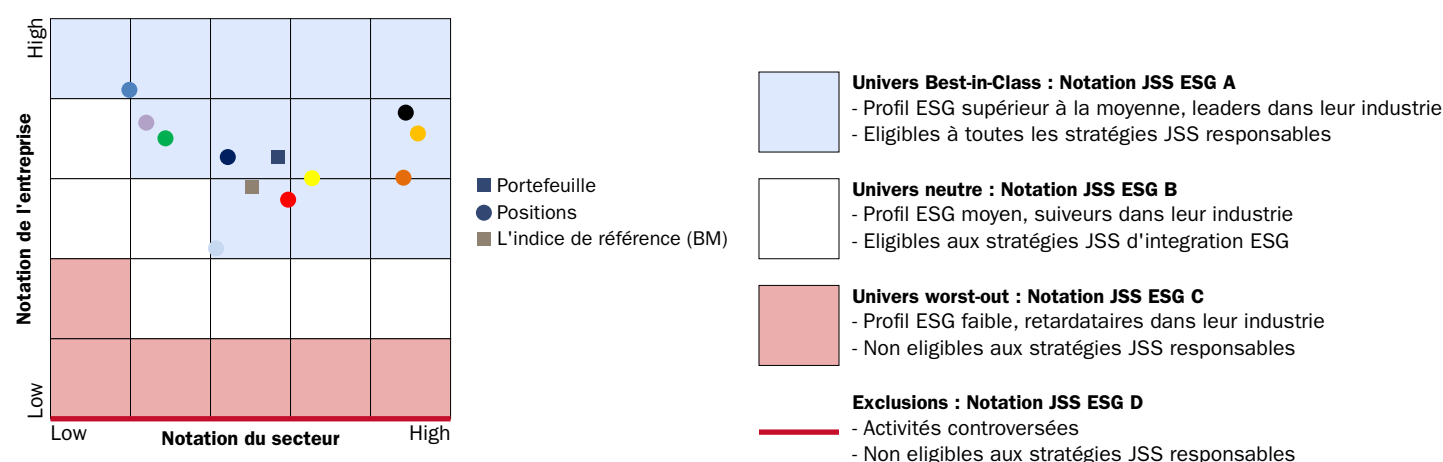 High
Notation de l'entreprise
Low
Low
Notation du secteur
High
Portefeuille
Positions
L'indice de référence (BM)
Univers Best-in-Class : Notation JSS ESG A
- Profil ESG supérieur à la moyenne, leaders dans leur industrie
- Eligibles à toutes les stratégies JSS responsables
Univers neutre : Notation JSS ESG B
- Profil ESG moyen, suiveurs dans leur industrie
- Eligibles aux stratégies JSS d'integration ESG
Univers worst-out : Notation JSS ESG C
- Profil ESG faible, retardataires dans leur industrie
- Non eligibles aux stratégies JSS responsables
Exclusions : Notation JSS ESG D
- Activités controversées
- Non eligibles aux stratégies JSS responsables